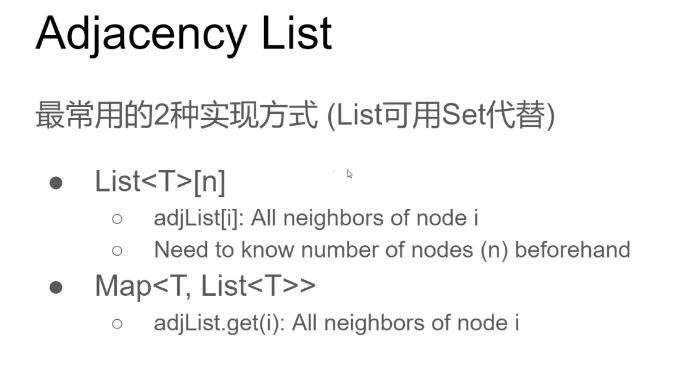 Adjacency List
最常用的2种实现方式 (List可用Set代替)
● List<T>[n]
○ adjList[i]: All neighbors of node i
○ Need to know number of nodes (n) beforehand
● Map<T, List<T>>
○ adjList.get(i): All neighbors of node i